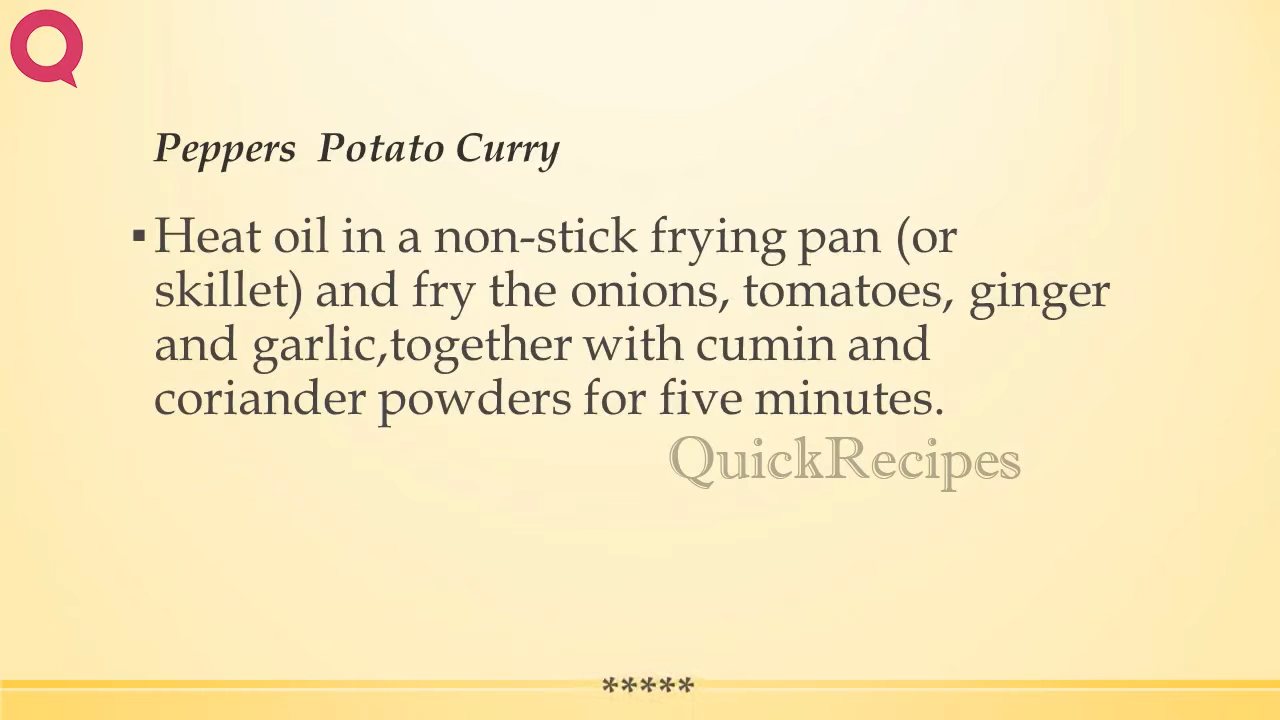 Peppers  Potato Curry
▪Heat oil in a non-stick frying pan (or
skillet) and fry the onions, tomatoes, ginger
and garlic,together with cumin and
coriander powders for five minutes.
QuickRecipes
*****